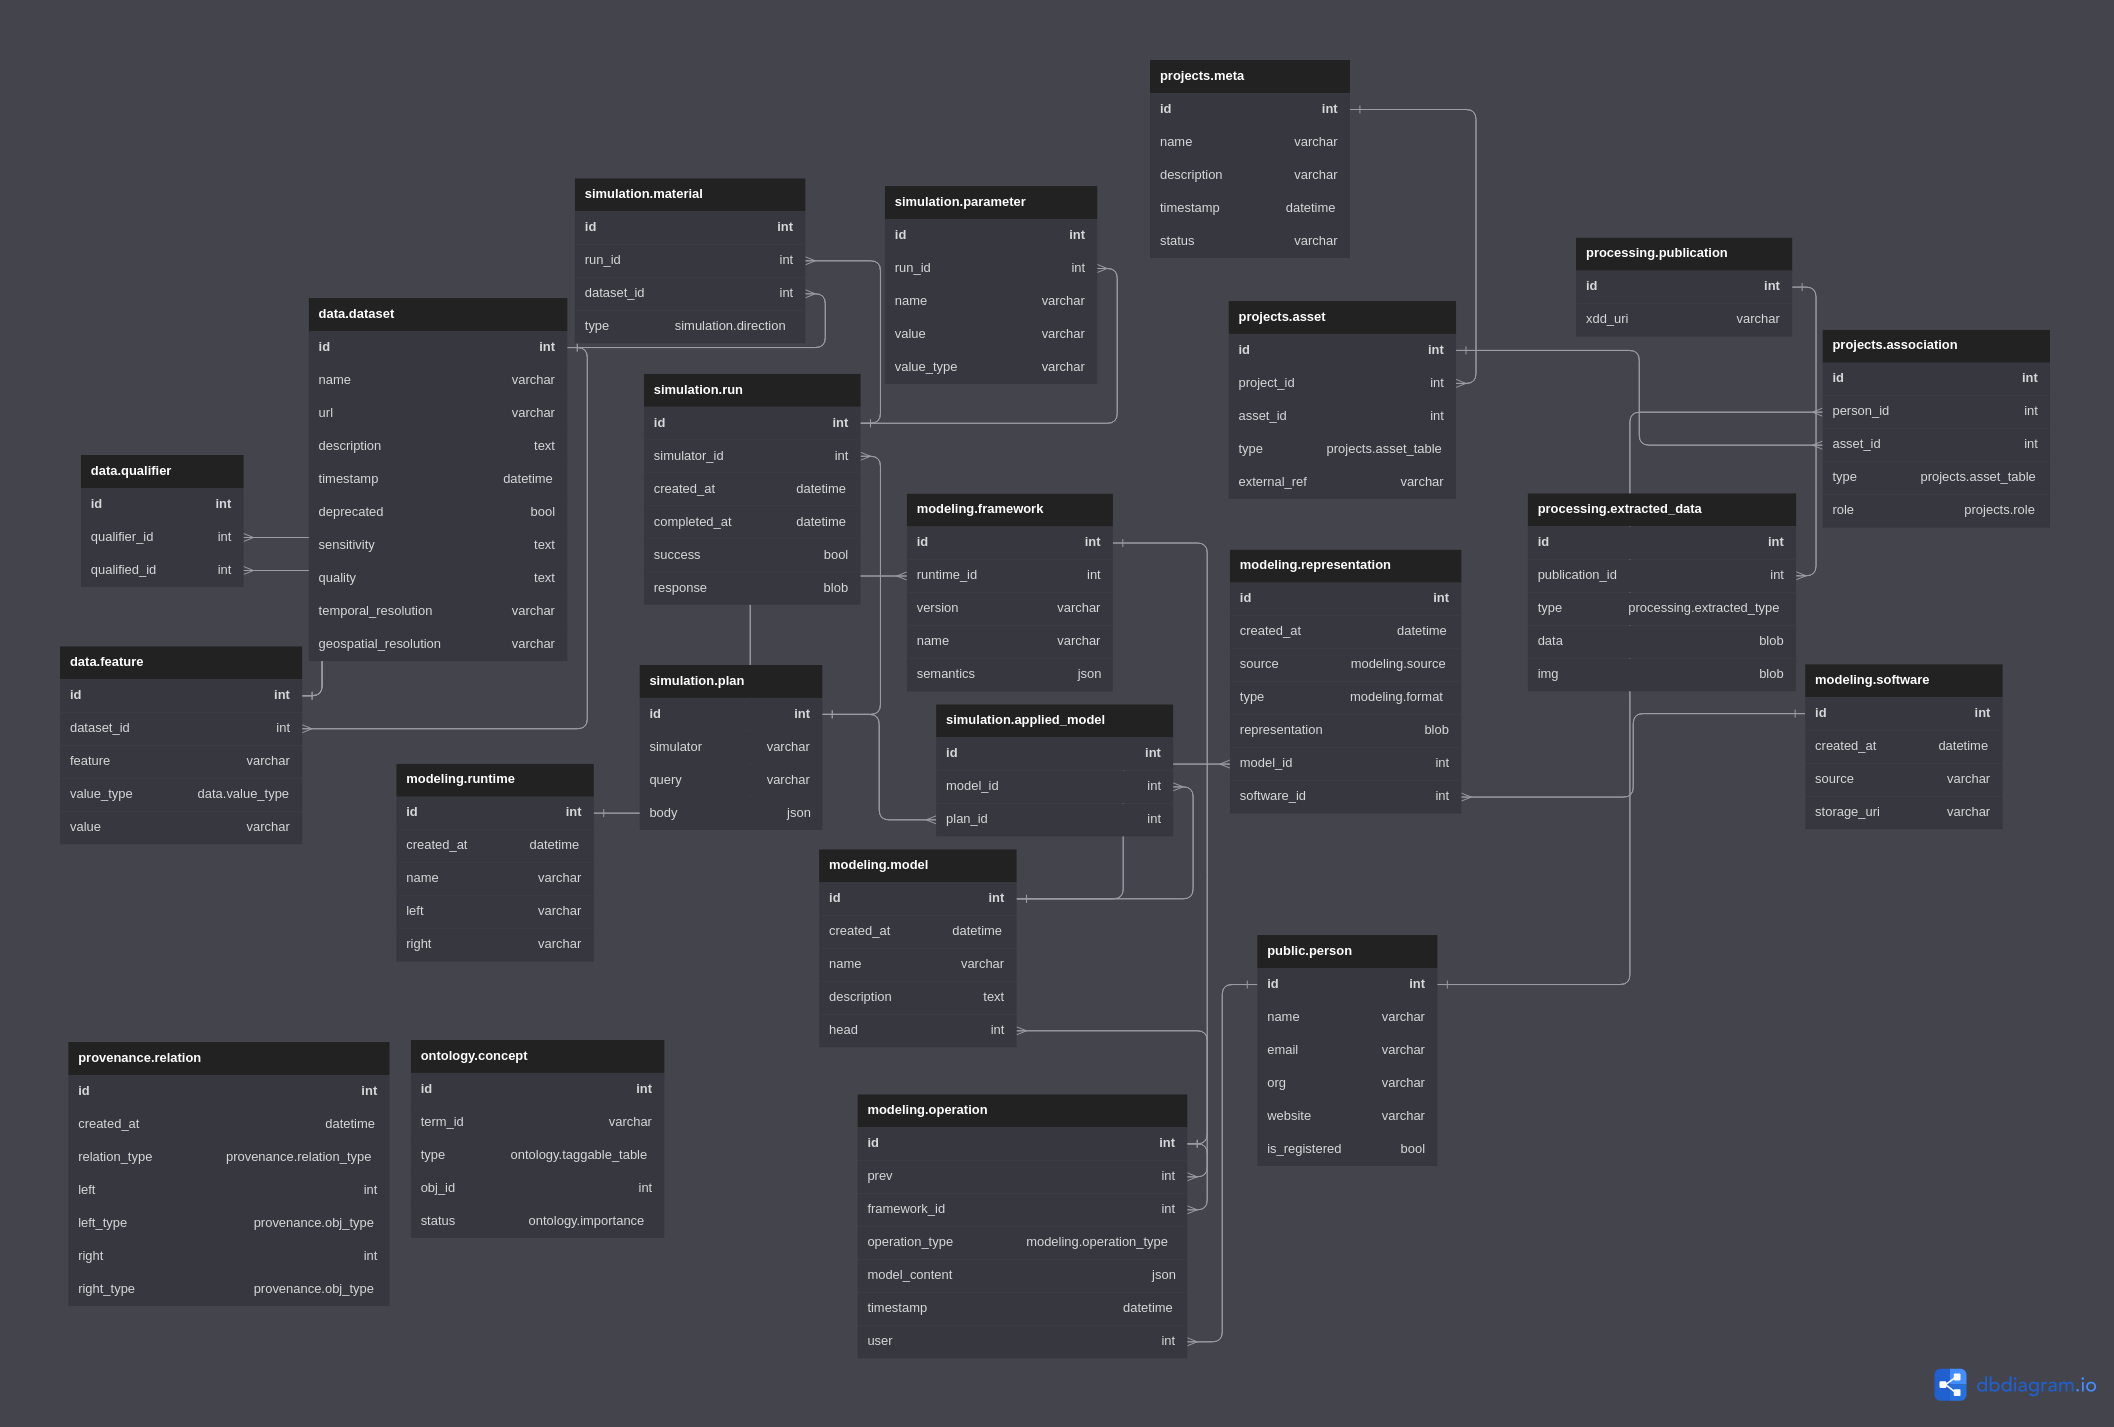 projects.meta
id int
name varchar
description varchar
timestamp datetime
status varchar
simulation.material
id int
run_id int
dataset_id int
type simulation.direction
simulation.parameter
id int
run_id int
name varchar
value varchar
value_type varchar
processing.publication
id int
xdd_uri varchar
data.dataset
id int
name varchar
url varchar
description text
timestamp datetime
deprecated bool
sensitivity text
quality text
temporal_resolution varchar
geospatial_resolution varchar
projects.asset
id int
project_id int
asset_id int
type projects.asset_table
external_ref varchar
projects.association
id int
person_id int
asset_id int
type projects.asset_table
role projects.role
simulation.run
id int
simulator_id int
created_at datetime
completed_at datetime
success bool
response blob
data.qualifier
id int
qualifier_id int
qualified_id int
modeling.framework
id int
runtime_id int
version varchar
name varchar
semantics json
processing.extracted_data
id int
publication_id int
type processing.extracted_type
data blob
img blob
modeling.representation
id int
created_at datetime
source modeling.source
type modeling.format
representation blob
model_id int
software_id int
data.feature
id int
dataset_id int
feature varchar
value_type data.value_type
value varchar
simulation.plan
id int
simulator varchar
query varchar
body json
modeling.software
id int
created_at datetime
source varchar
storage_uri varchar
simulation.applied_model
id int
model_id int
plan_id int
modeling.runtime
id int
created_at datetime
name varchar
left varchar
right varchar
modeling.model
id int
created_at datetime
name varchar
description text
head int
public.person
id int
name varchar
email varchar
org varchar
website varchar
is_registered bool
provenance.relation
id int
created_at datetime
relation_type provenance.relation_type
left int
left_type provenance.obj_type
right int
right_type provenance.obj_type
ontology.concept
id int
term_id varchar
type ontology.taggable_table
obj_id int
status ontology.importance
modeling.operation
id int
prev int
framework_id int
operation_type modeling.operation_type
model_content json
timestamp datetime
user int
dbdiagram.io